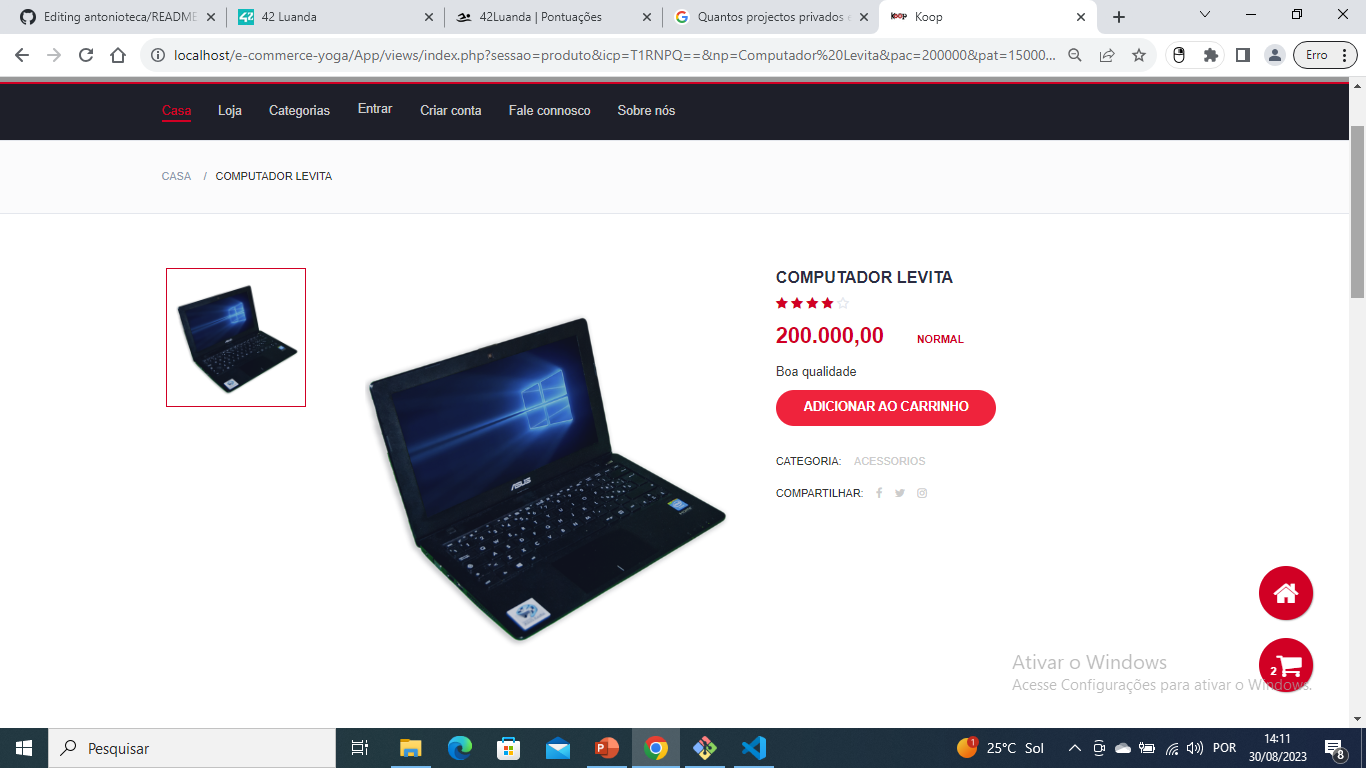 Editing antonioteca/README
42 Luanda
42Luanda | Pontuações
Quantos projectos privados e
Koop
localhost/e-commerce-yoga/App/views/index.php?sessao=produto&icp=T1RNPQ==&np=Computador%20Levita&pac=200000&pat=15000...
Erro
Casa
Loja
Categorias
Entrar
Criar conta
Fale connosco
Sobre nós
CASA / COMPUTADOR LEVITA
COMPUTADOR LEVITA
200.000,00 NORMAL
Boa qualidade
ADICIONAR AO CARRINHO
CATEGORIA: ACESSORIOS
COMPARTILHAR:
ASUS
2
Ativar o Windows
Acesse Configurações para ativar o Windows.
Pesquisar
1
25°C Sol
POR
14:11
30/08/2023
8